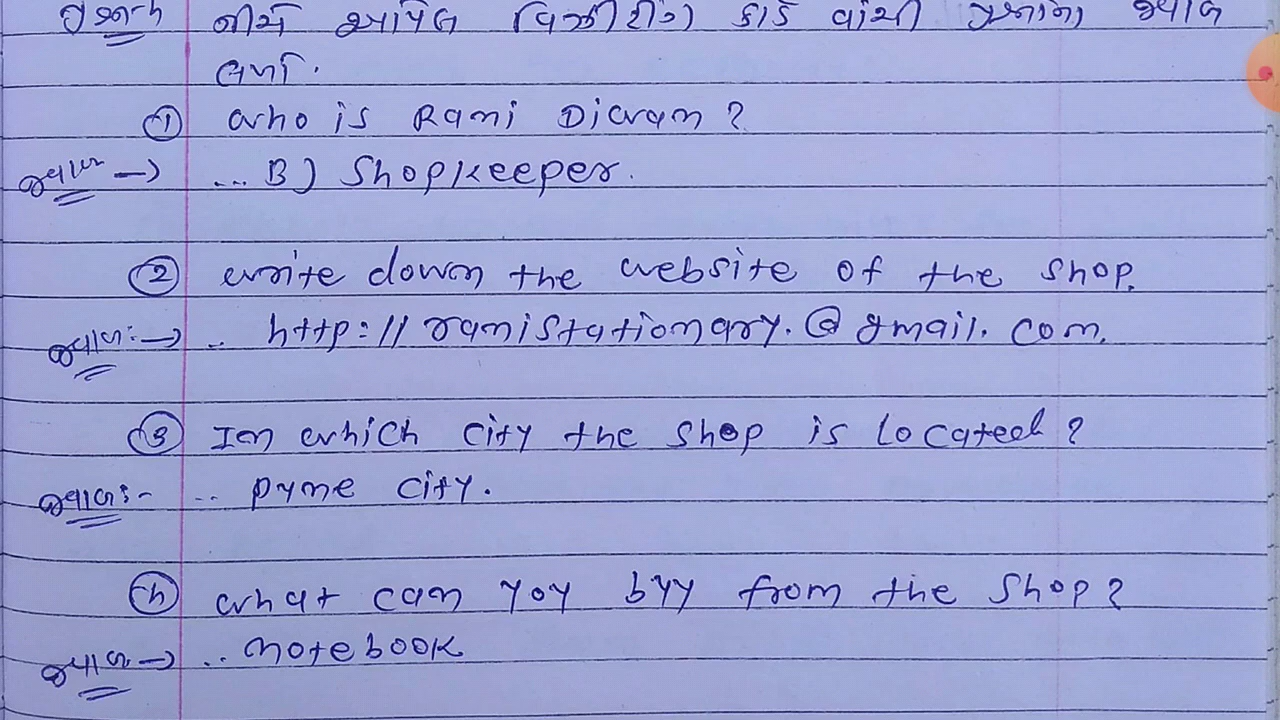 પ્રશ્ન-૫ નીચે આપેલ વિઝીટીંગ કાર્ડ વાંચી પ્રશ્નોના જવાબ
લખો.
① who is Rami Diwan?
જવાબ → ... B) Shopkeeper.
② write down the website of the shop.
જવાબ:→ .. http://ramistationary.@gmail.com.
③ In which city the shop is located?
જવાબ:- .. pune city.
④ what can you buy from the shop?
જવાબ → .. notebook